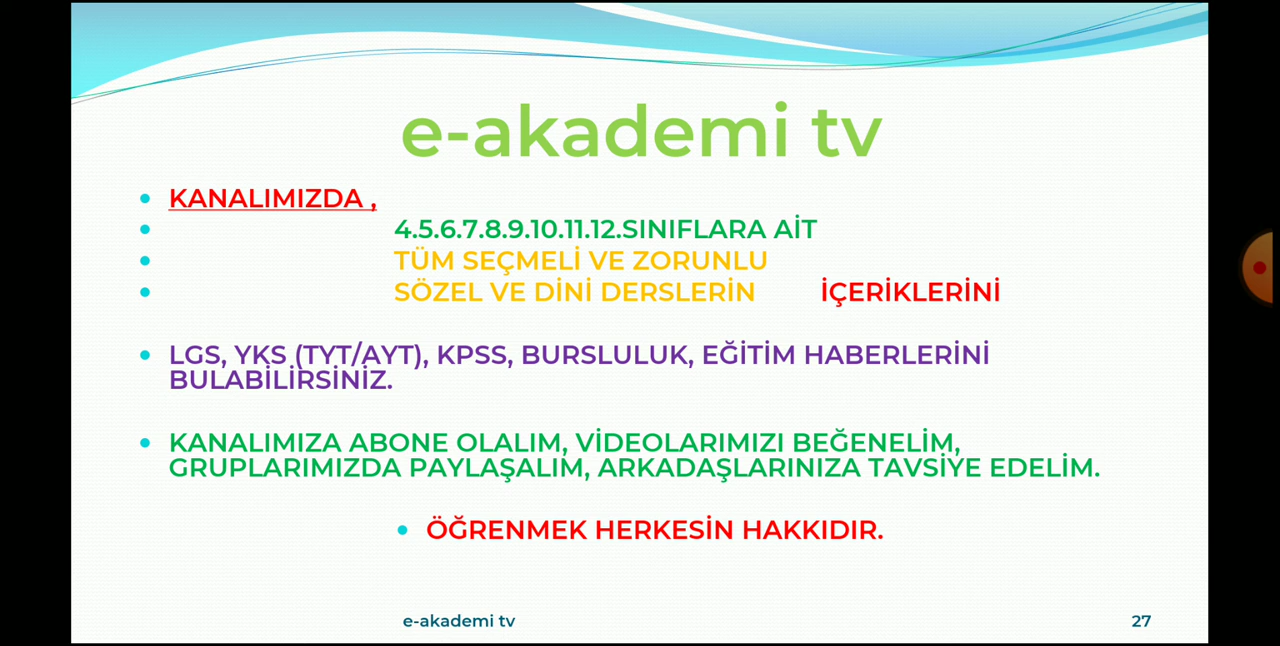 e-akademi tv
KANALIMIZDA ,
4.5.6.7.8.9.10.11.12.SINIFLARA AİT
TÜM SEÇMELİ VE ZORUNLU
SÖZEL VE DİNİ DERSLERİN İÇERİKLERİNİ
LGS, YKS (TYT/AYT), KPSS, BURSLULUK, EĞİTİM HABERLERİNİ
BULABİLİRSİNİZ.
KANALIMIZA ABONE OLALIM, VİDEOLARIMIZI BEĞENELİM,
GRUPLARIMIZDA PAYLAŞALIM, ARKADAŞLARINIZA TAVSİYE EDELİM.
ÖĞRENMEK HERKESİN HAKKIDIR.
e-akademi tv 27